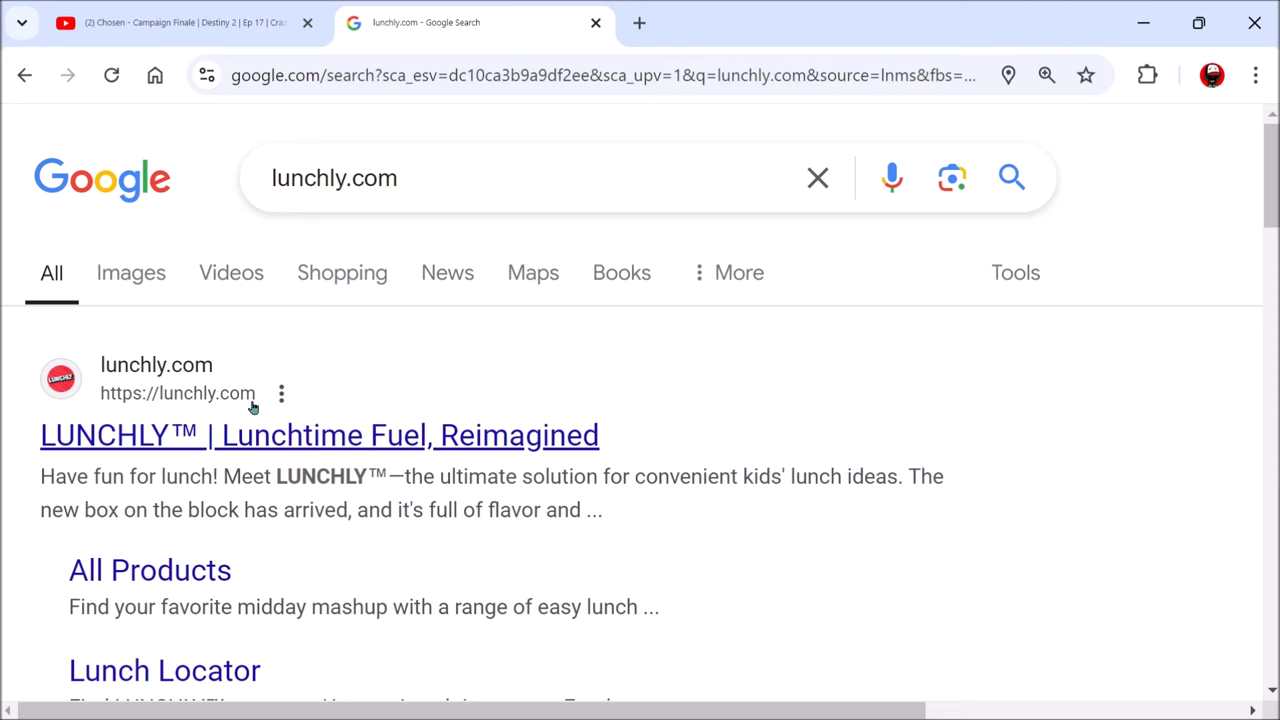 (2) Chosen - Campaign Finale | Destiny 2 | Ep 17 | Cra
lunchly.com - Google Search
google.com/search?sca_esv=dc10ca3b9a9df2ee&sca_upv=1&q=lunchly.com&source=lnms&fbs=...
Google
lunchly.com
All
Images
Videos
Shopping
News
Maps
Books
More
Tools
LUNCHLY
lunchly.com
https://lunchly.com
LUNCHLY™ | Lunchtime Fuel, Reimagined
Have fun for lunch! Meet LUNCHLY™—the ultimate solution for convenient kids' lunch ideas. The
new box on the block has arrived, and it's full of flavor and ...
All Products
Find your favorite midday mashup with a range of easy lunch ...
Lunch Locator